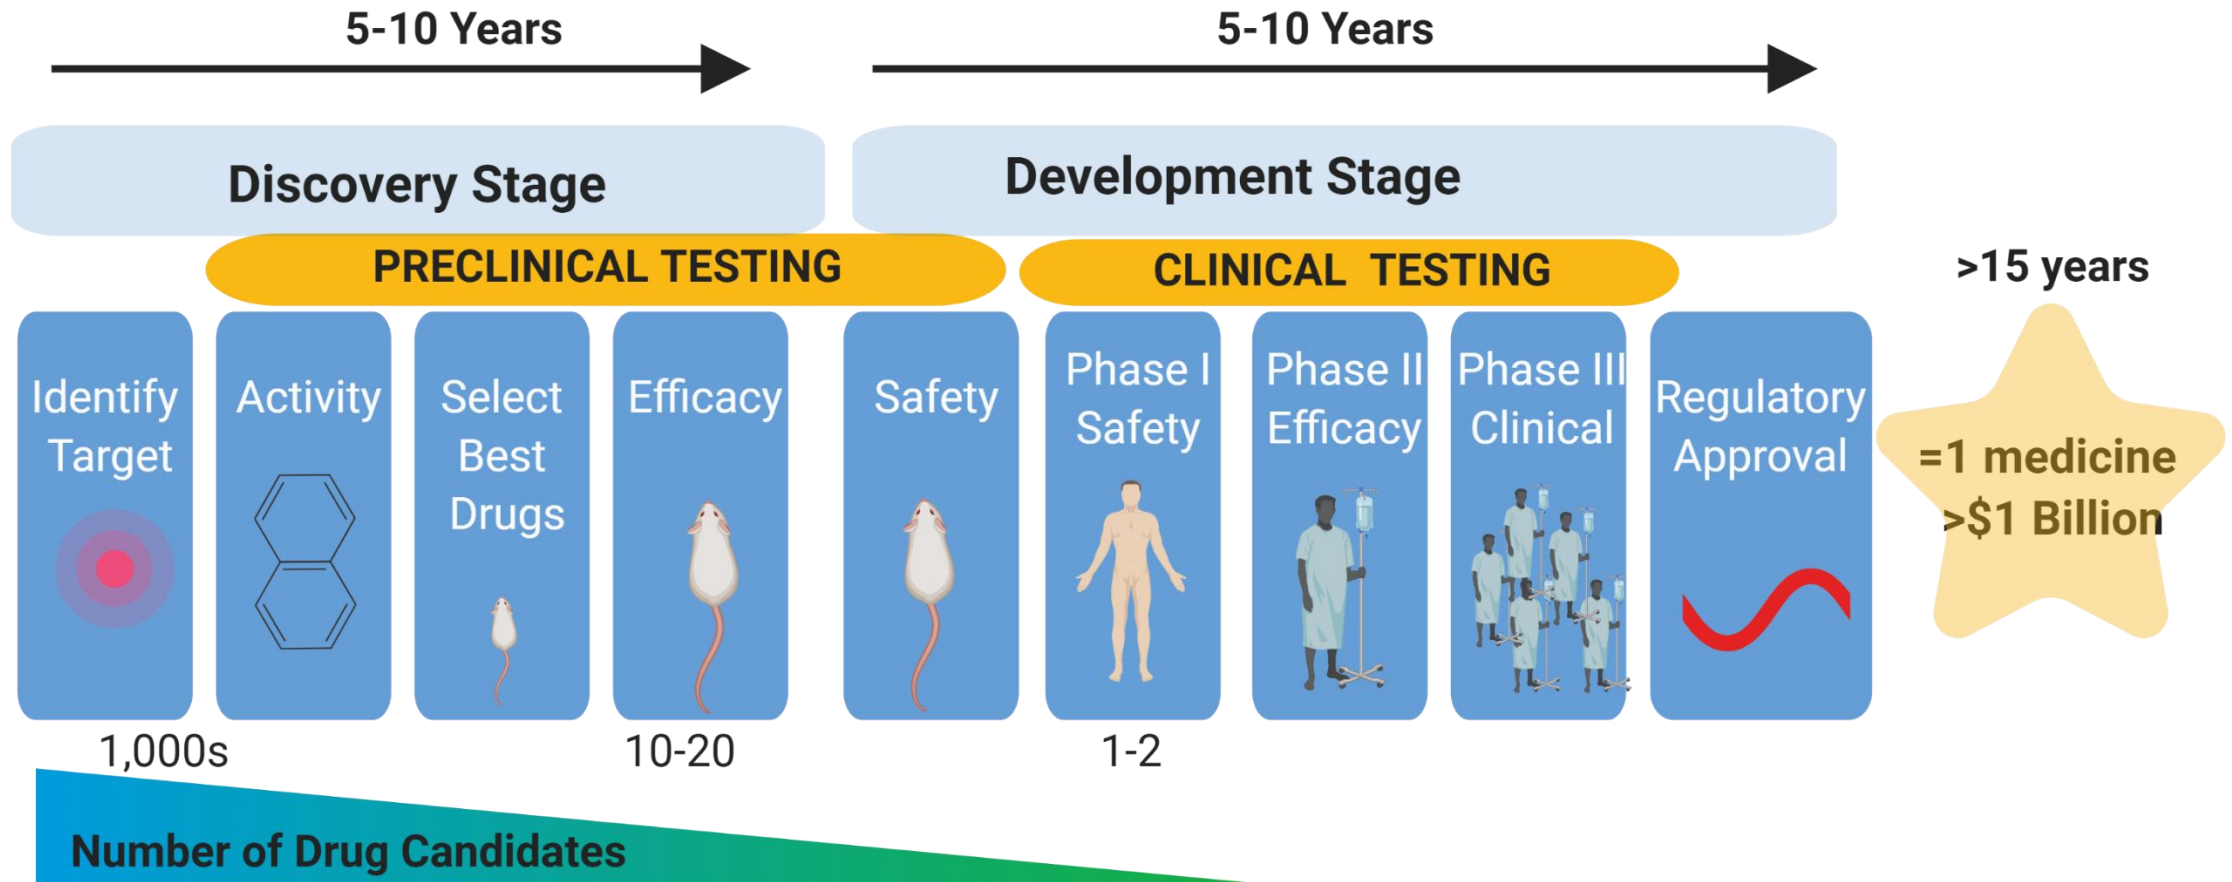 5-10 Years
5-10 Years
Discovery Stage
Development Stage
PRECLINICAL TESTING
CLINICAL TESTING
Identify
Target
Activity
Select
Best
Drugs
Efficacy
Safety
Phase I
Safety
Phase II
Efficacy
Phase III
Clinical
Regulatory
Approval
>15 years
=1 medicine
>$1 Billion
1,000s
10-20
1-2
Number of Drug Candidates